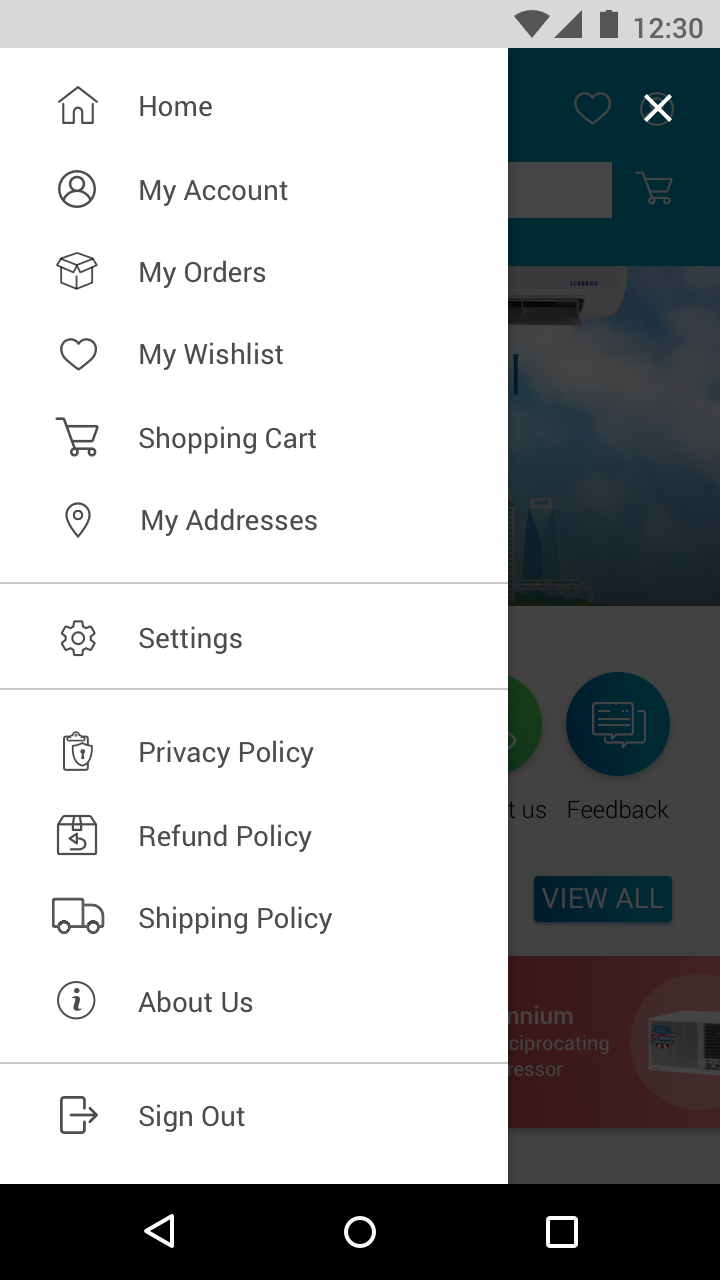 12:30
Home
My Account
My Orders
My Wishlist
Shopping Cart
My Addresses
Settings
Privacy Policy
Refund Policy
Shipping Policy
About Us
Sign Out
ICEBERG
t us
Feedback
VIEW ALL
nnium
ciprocating
ressor